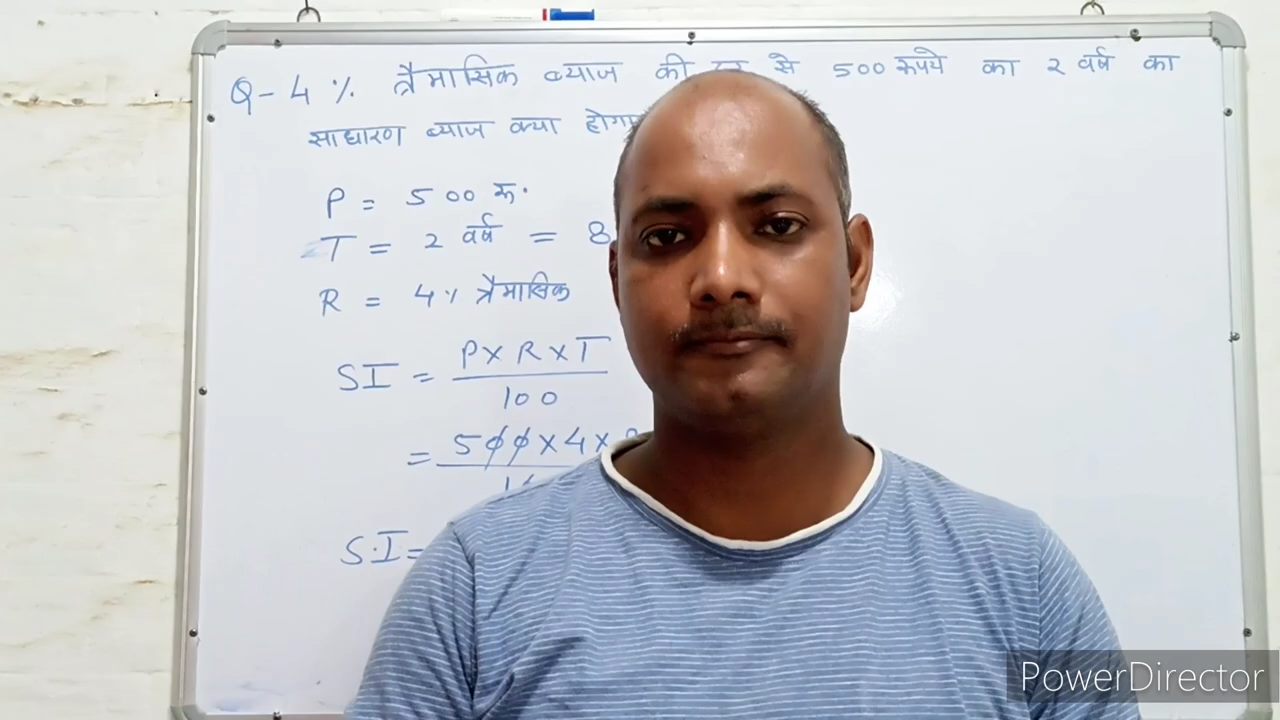 Q - 4 % त्रैमासिक ब्याज की से 500 रूपये का 2 वर्ष का
साधारण ब्याज क्या
P = 500 रू.
T = 2 वर्ष = 8
R = 4% त्रैमासिक
SI = P × R × T
100
= 500 × 4 ×
S.I =
PowerDirector